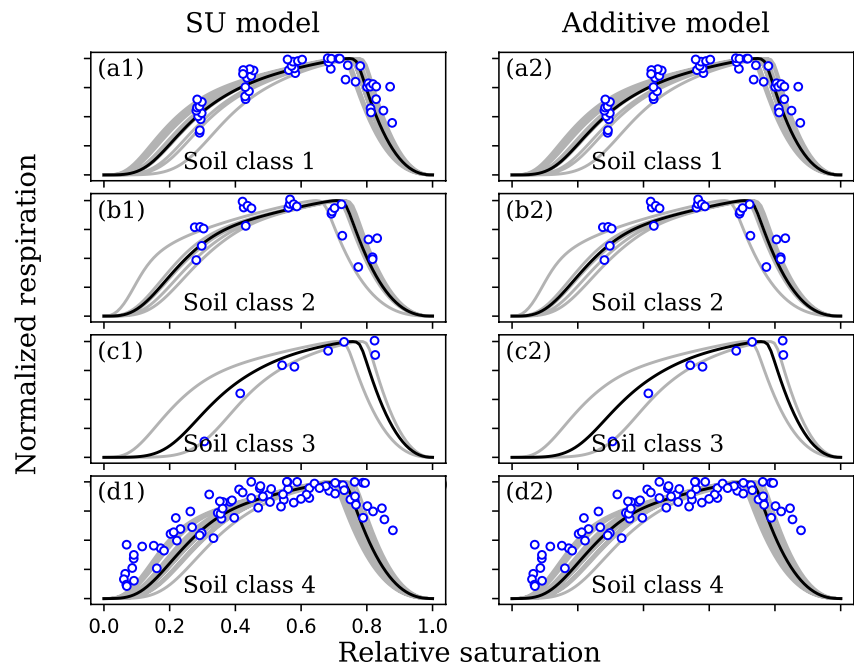 SU model
Additive model
(a1)
Soil class 1
(a2)
Soil class 1
(b1)
Soil class 2
(b2)
Soil class 2
(c1)
Soil class 3
(c2)
Soil class 3
(d1)
Soil class 4
(d2)
Soil class 4
Normalized respiration
0.0 0.2 0.4 0.6 0.8 1.0
Relative saturation